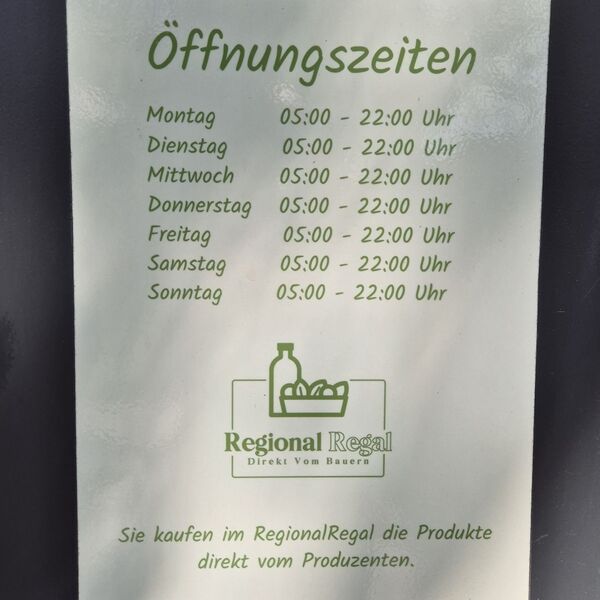 Öffnungszeiten
Montag 05:00 - 22:00 Uhr
Dienstag 05:00 - 22:00 Uhr
Mittwoch 05:00 - 22:00 Uhr
Donnerstag 05:00 - 22:00 Uhr
Freitag 05:00 - 22:00 Uhr
Samstag 05:00 - 22:00 Uhr
Sonntag 05:00 - 22:00 Uhr
Regional Regal
Direkt Vom Bauern
Sie kaufen im RegionalRegal die Produkte
direkt vom Produzenten.